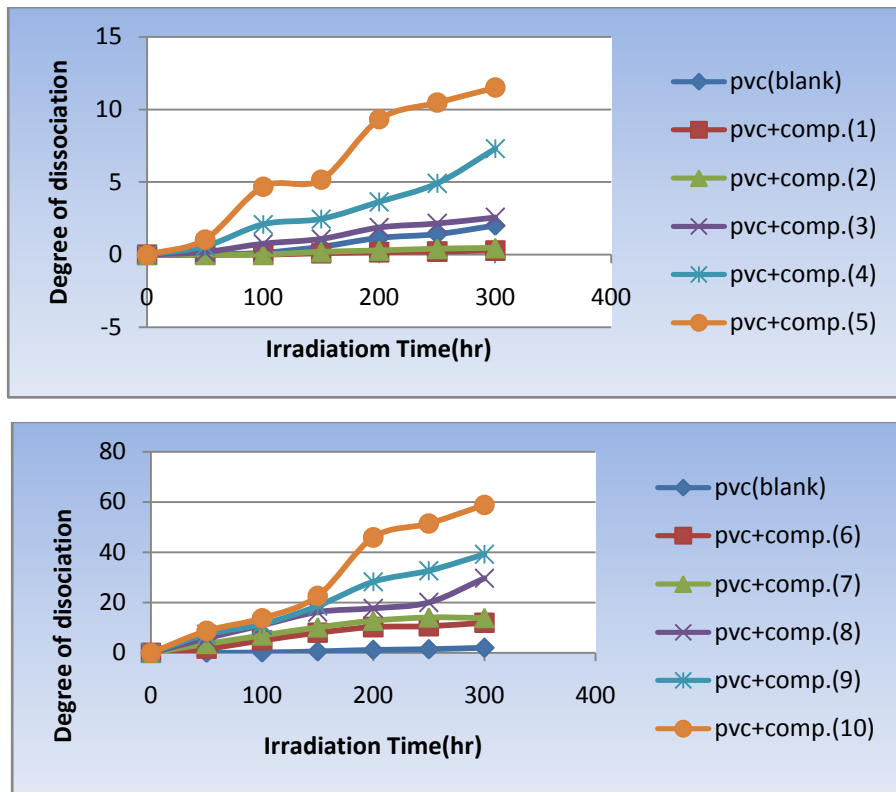 15
10
5
0
-5
0
100
200
300
400
Degree of dissociation
Irradiatiom Time(hr)
pvc(blank)
pvc+comp.(1)
pvc+comp.(2)
pvc+comp.(3)
pvc+comp.(4)
pvc+comp.(5)
80
60
40
20
0
0
100
200
300
400
Degree of disociation
Irradiation Time(hr)
pvc(blank)
pvc+comp.(6)
pvc+comp.(7)
pvc+comp.(8)
pvc+comp.(9)
pvc+comp.(10)